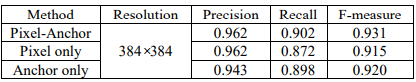 Method Resolution Precision Recall F-measure
Pixel-Anchor 384×384 0.962 0.902 0.931
Pixel only 0.962 0.872 0.915
Anchor only 0.943 0.898 0.920